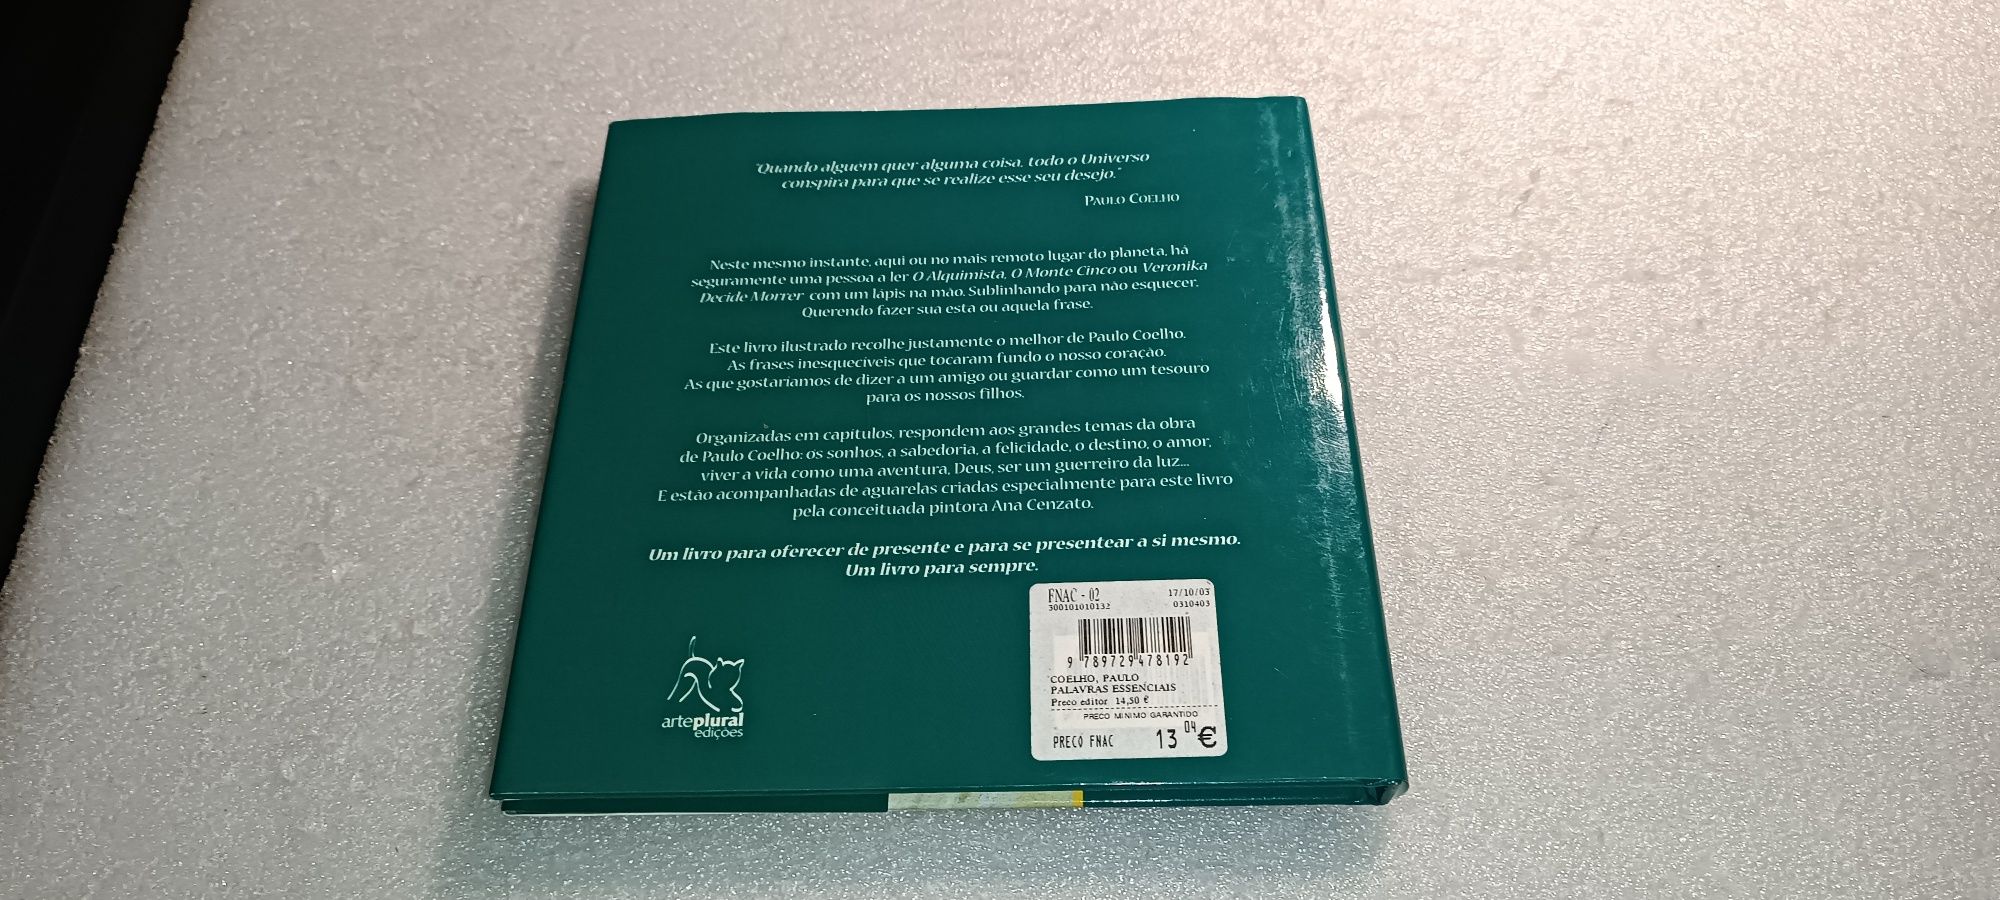 "Quando alguém quer alguma coisa, todo o Universo
conspira para que se realize esse seu desejo."
PAULO COELHO
Neste mesmo instante, aqui ou no mais remoto lugar do planeta, há
seguramente uma pessoa a ler O Alquimista, O Monte Cinco ou Veronika
Decide Morrer com um lápis na mão. Sublinhando para não esquecer.
Querendo fazer sua esta ou aquela frase.
Este livro ilustrado recolhe justamente o melhor de Paulo Coelho.
As frases inesquecíveis que tocaram fundo o nosso coração.
As que gostaríamos de dizer a um amigo ou guardar como um tesouro
para os nossos filhos.
Organizadas em capítulos, respondem aos grandes temas da obra
de Paulo Coelho: os sonhos, a sabedoria, a felicidade, o destino, o amor,
viver a vida como uma aventura, Deus, ser um guerreiro da luz...
E estão acompanhadas de aguarelas criadas especialmente para este livro
pela conceituada pintora Ana Cenzato.
Um livro para oferecer de presente e para se presentear a si mesmo.
Um livro para sempre.
FNAC - 02 17/10/03
300101010132 0310403
9 789729 478192
COELHO, PAULO
PALAVRAS ESSENCIAIS
Preco editor 14,50 €
PRECO MINIMO GARANTIDO
PRECO FNAC 13 04 €
arteplural
edições